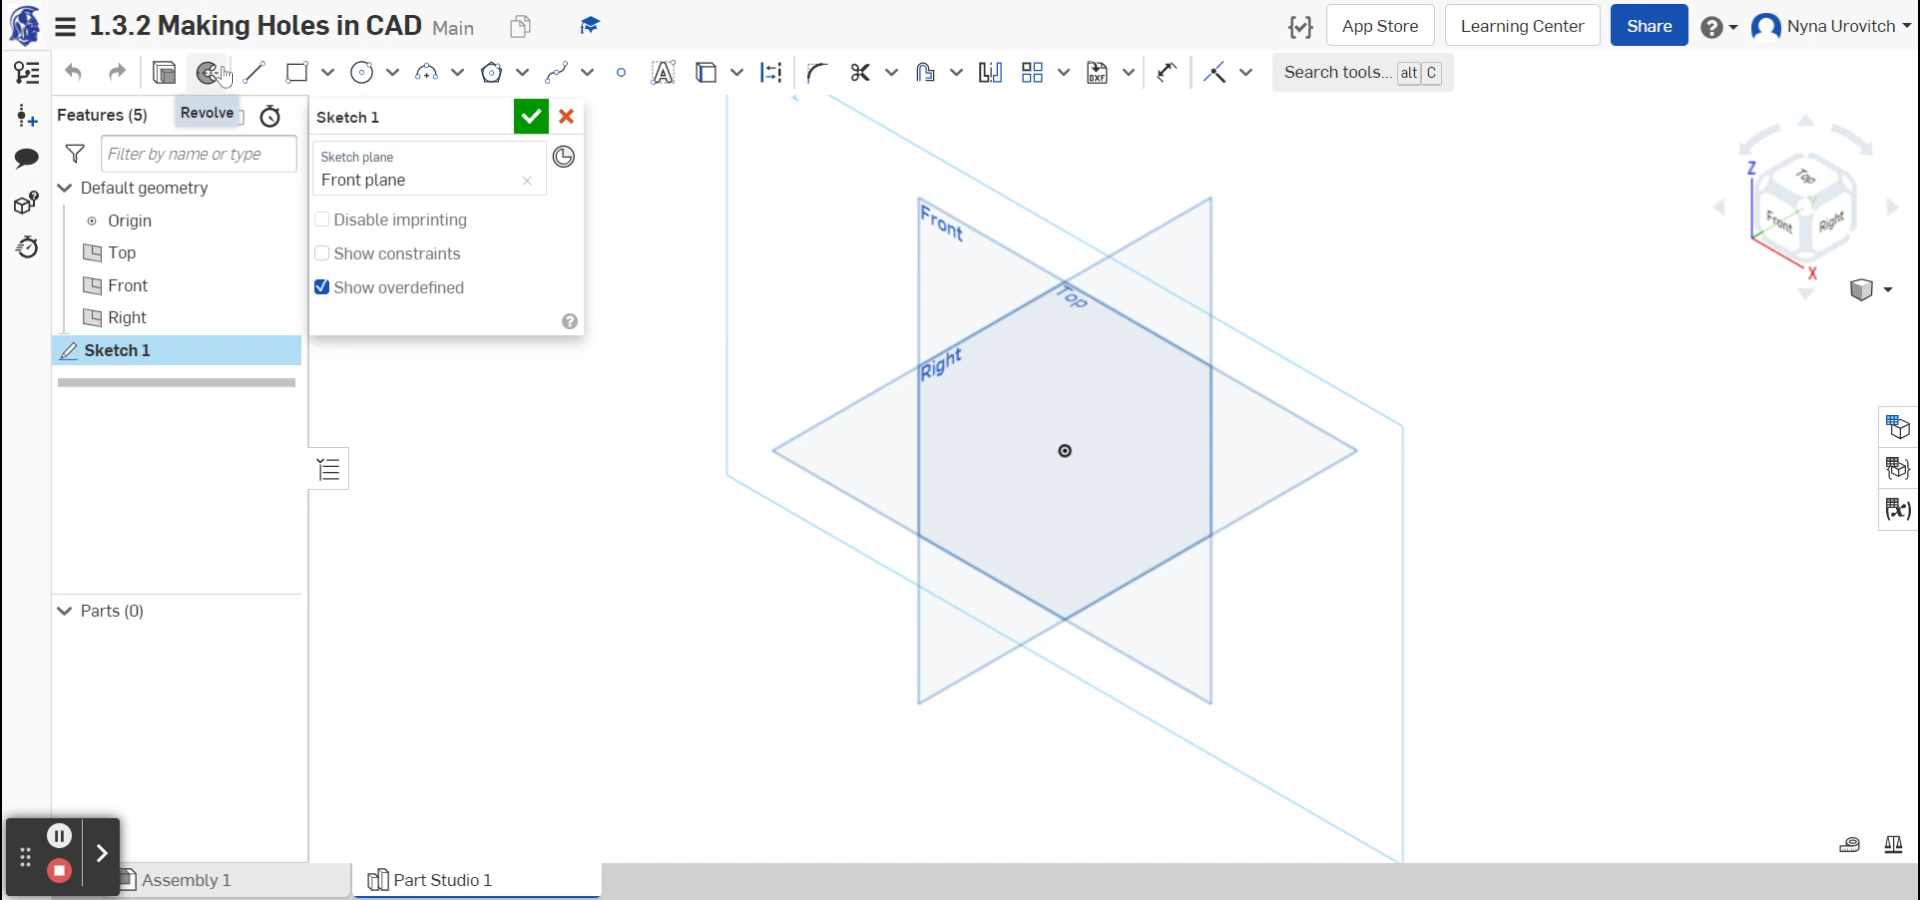 1.3.2 Making Holes in CAD Main
App Store
Learning Center
Share
Nyna Urovitch
Search tools... alt C
Features (5)
Revolve
Filter by name or type
Default geometry
Origin
Top
Front
Right
Sketch 1
Parts (0)
Sketch 1
Sketch plane
Front plane
Disable imprinting
Show constraints
Show overdefined
Front
Top
Right
Z
Top
Y
Front
Right
X
Assembly 1
Part Studio 1